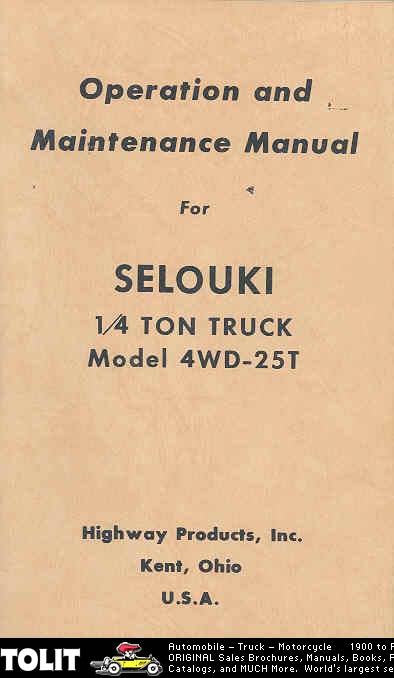 Operation and
Maintenance Manual
For
SELOUKI
1/4 TON TRUCK
Model 4WD-25T
Highway Products, Inc.
Kent, Ohio
U.S.A.
TOLIT
Automobile - Truck - Motorcycle 1900 to
ORIGINAL Sales Brochures, Manuals, Books,
Catalogs, and MUCH More. World's largest